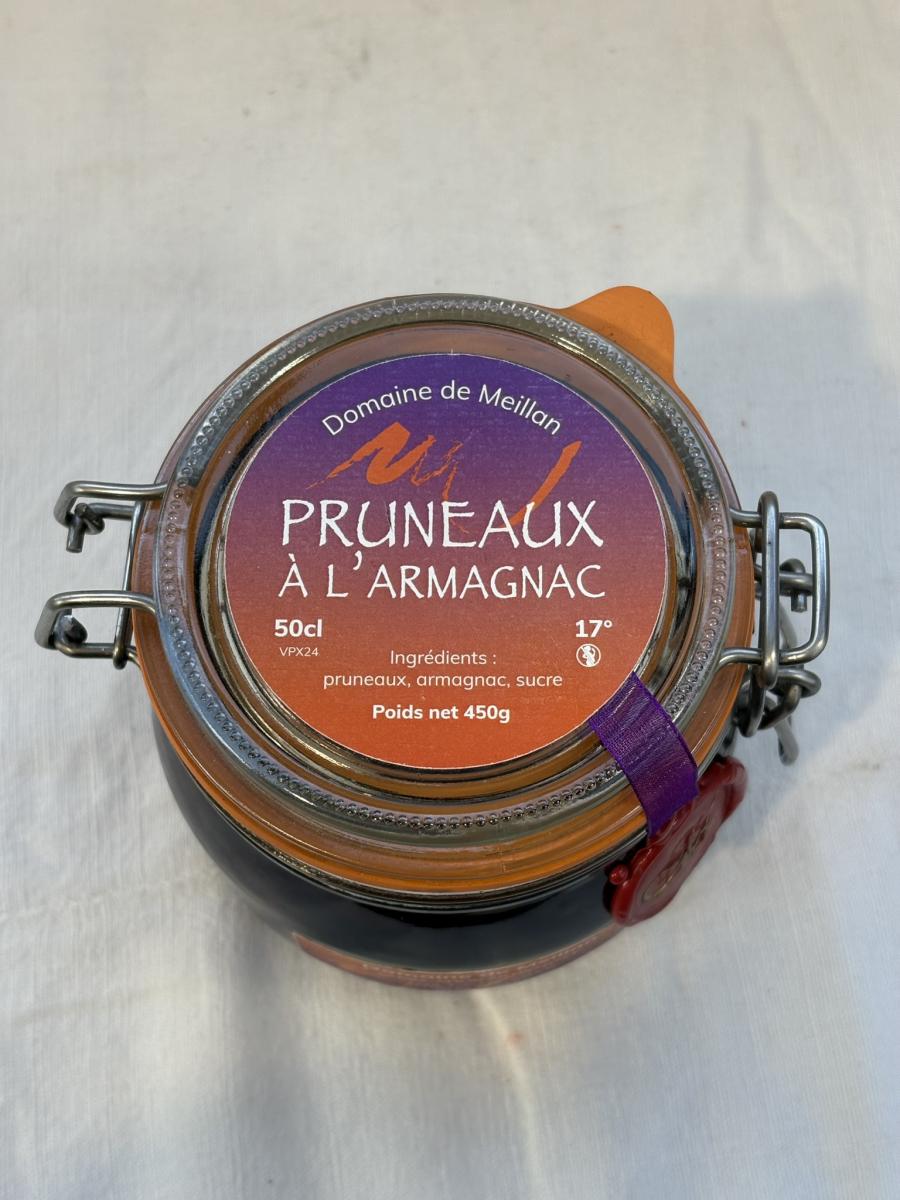 Domaine de Meillan
PRUNEAUX
À L'ARMAGNAC
50cl
17°
VPX24
Ingrédients :
pruneaux, armagnac, sucre
Poids net 450g